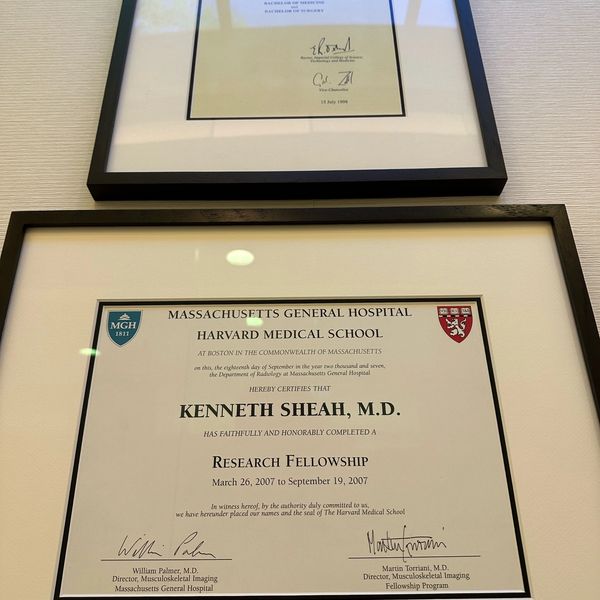 BACHELOR OF MEDICINE
and
BACHELOR OF SURGERY
Rector, Imperial College of Science,
Technology and Medicine
Vice-Chancellor
MASSACHUSETTS GENERAL HOSPITAL
HARVARD MEDICAL SCHOOL
MGH
1811
AT BOSTON IN THE COMMONWEALTH OF MASSACHUSETTS
on this, the eighteenth day of September in the year two thousand and seven,
the Department of Radiology at Massachusetts General Hospital
HEREBY CERTIFIES THAT
KENNETH SHEAH, M.D.
HAS FAITHFULLY AND HONORABLY COMPLETED A
RESEARCH FELLOWSHIP
March 26, 2007 to September 19, 2007
In witness hereof, by the authority duly committed to us,
we have hereunder placed our names and the seal of The Harvard Medical School
William Palmer, M.D.
Director, Musculoskeletal Imaging
Massachusetts General Hospital
Martin Torriani, M.D.
Director, Musculoskeletal Imaging
Fellowship Program